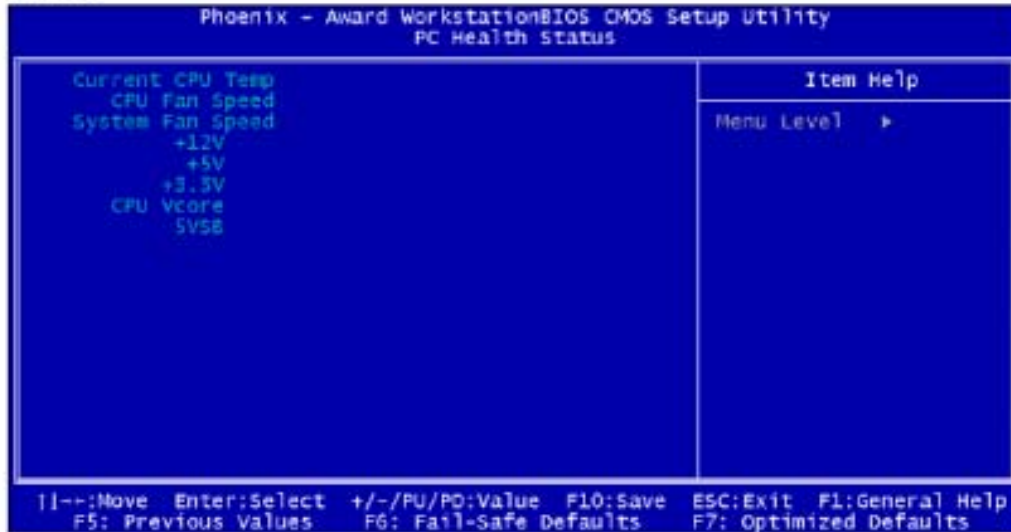 Phoenix - Award WorkstationBIOS CMOS Setup Utility
PC Health Status
Current CPU Temp
CPU Fan Speed
System Fan Speed
+12V
+5V
+3.3V
CPU Vcore
5VSB
Item Help
Menu Level ▸
↑↓→←:Move Enter:Select +/-/PU/PD:Value F10:Save ESC:Exit F1:General Help
F5: Previous Values F6: Fail-Safe Defaults F7: Optimized Defaults